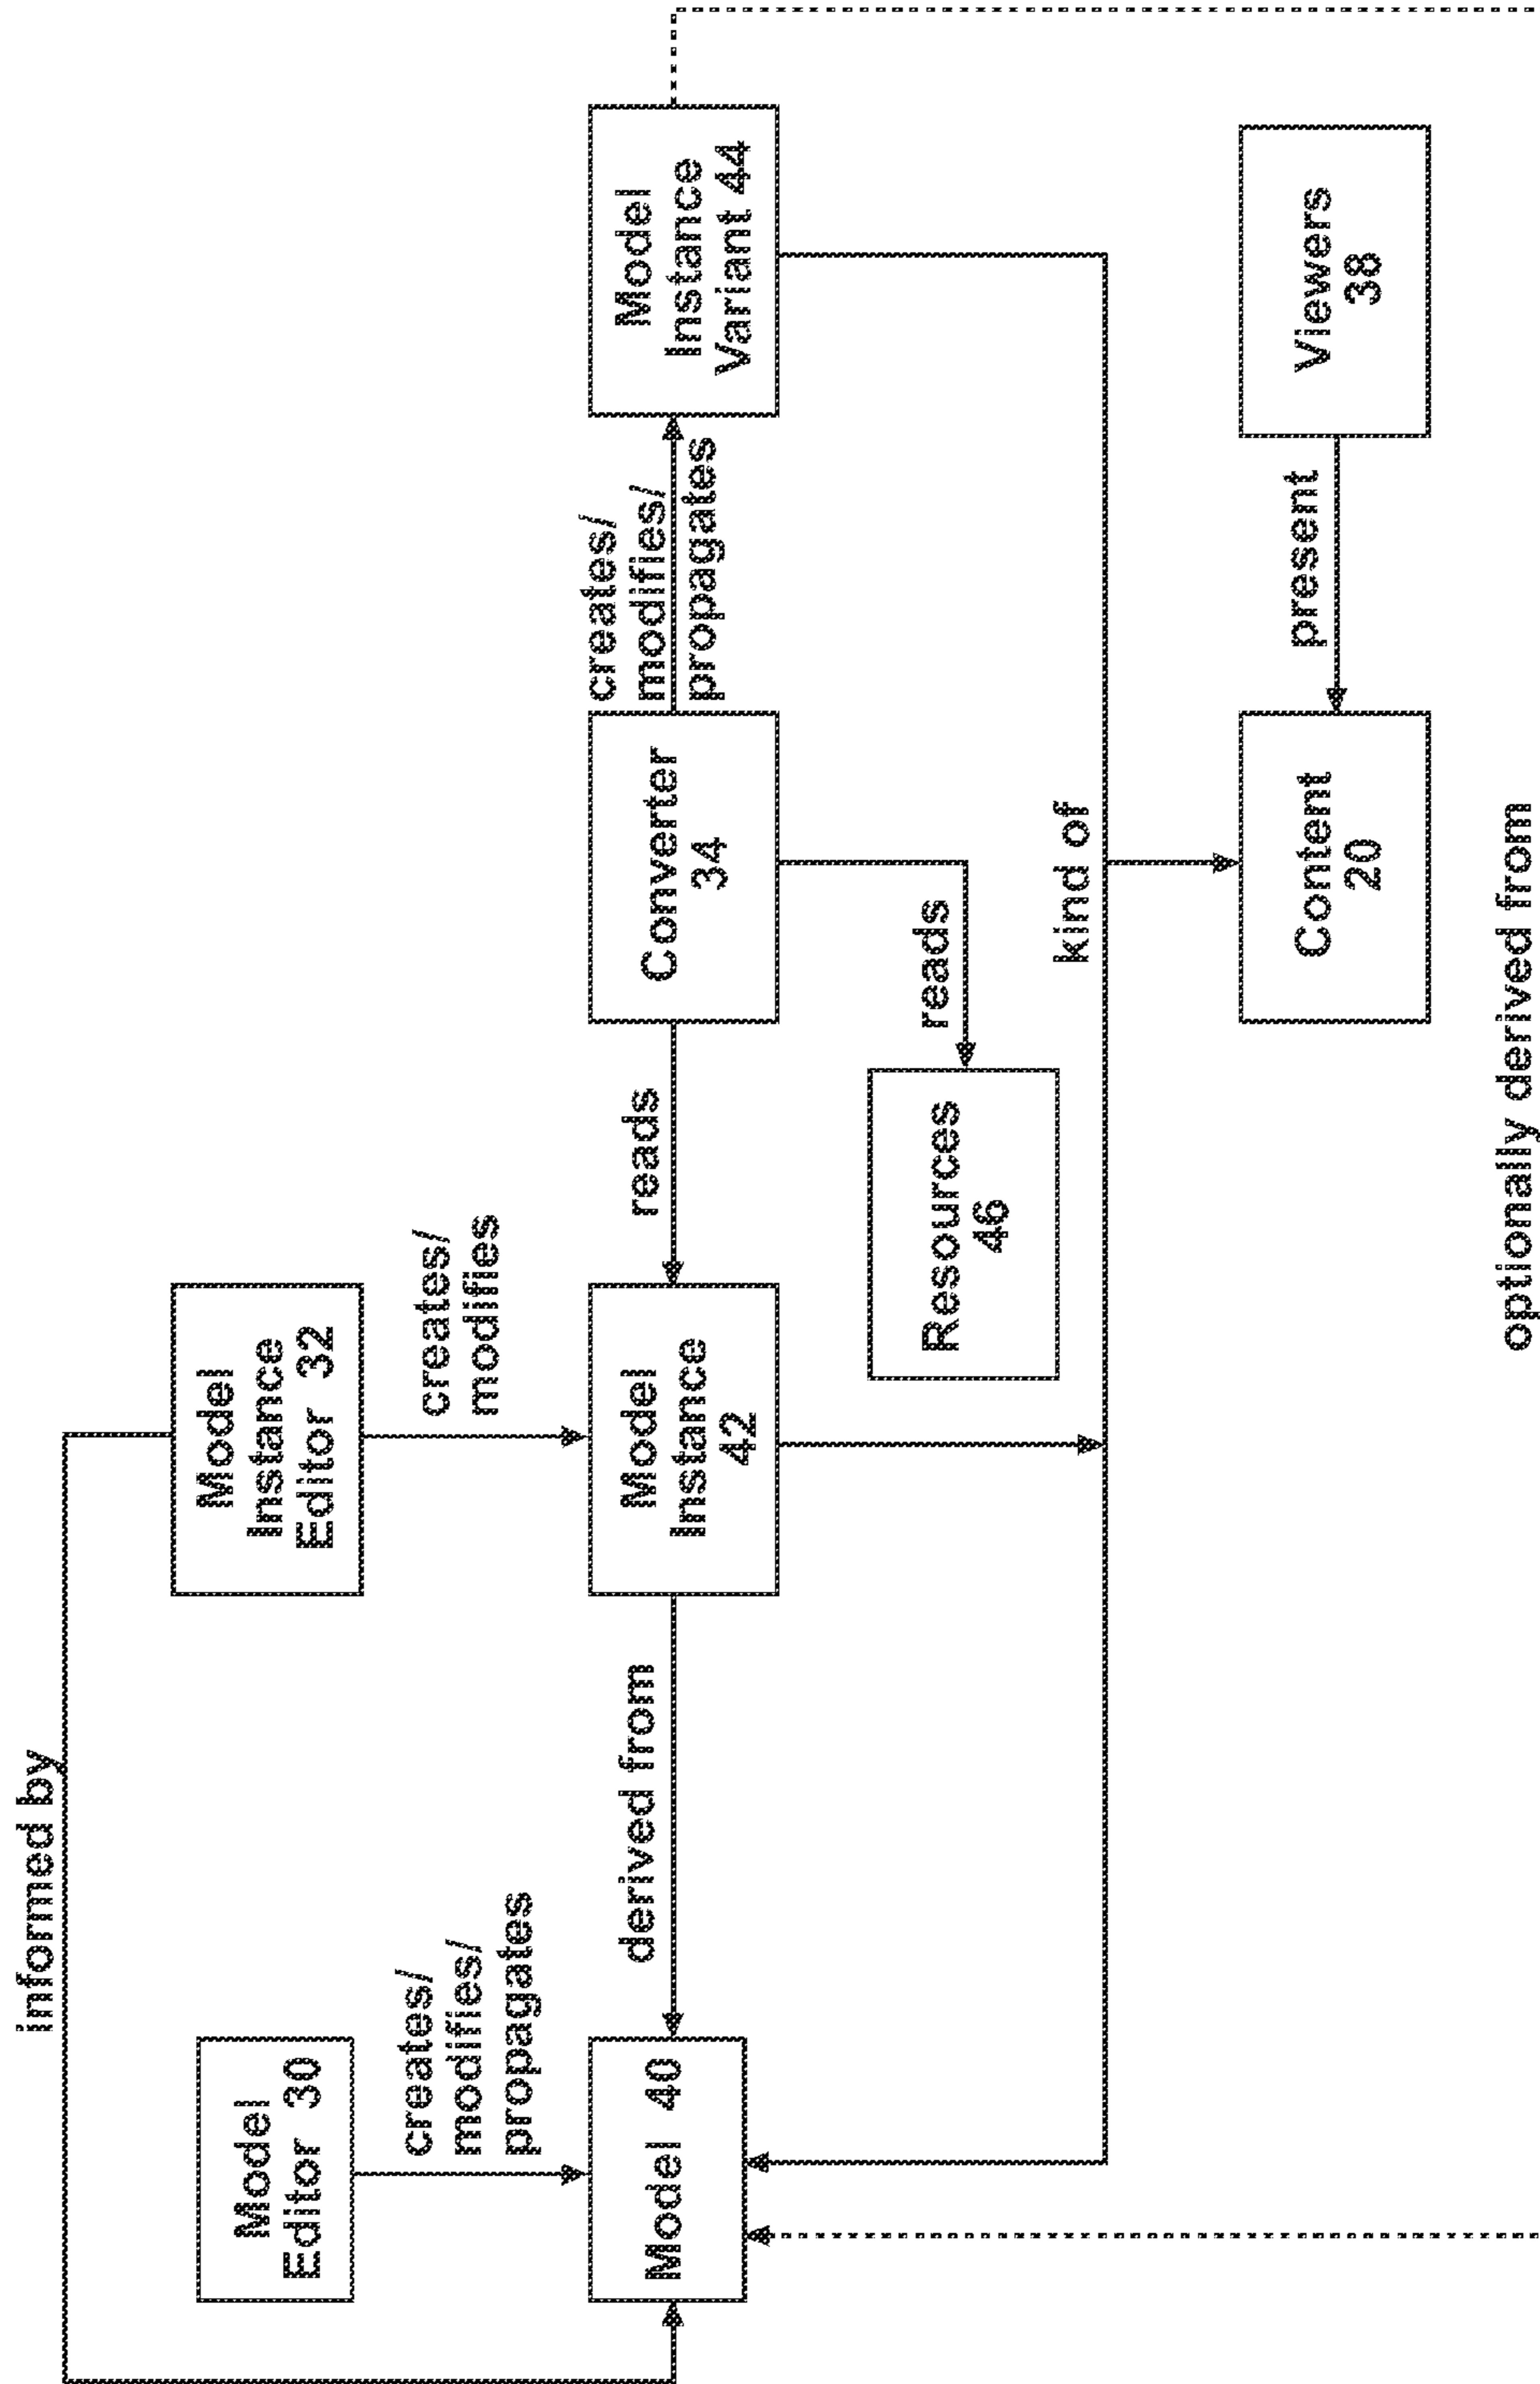 informed by
Model
Editor 30
Model
Instance
Editor 32
creates/
modifies/
propagates
creates/
modifies
Model 40
derived from
Model
Instance
42
reads
Converter
34
creates/
modifies/
propagates
Model
Instance
Variant 44
Resources
46
reads
kind of
Content
20
present
Viewers
38
optionally derived from